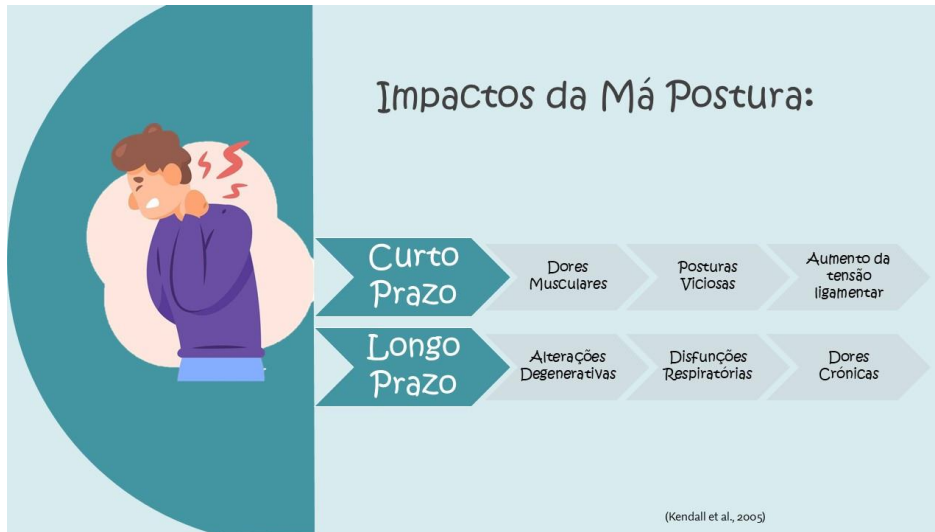 Impactos da Má Postura:
Curto
Prazo
Dores
Musculares
Posturas
Viciosas
Aumento da
tensão
ligamentar
Longo
Prazo
Alterações
Degenerativas
Disfunções
Respiratórias
Dores
Crónicas
(Kendall et al., 2005)